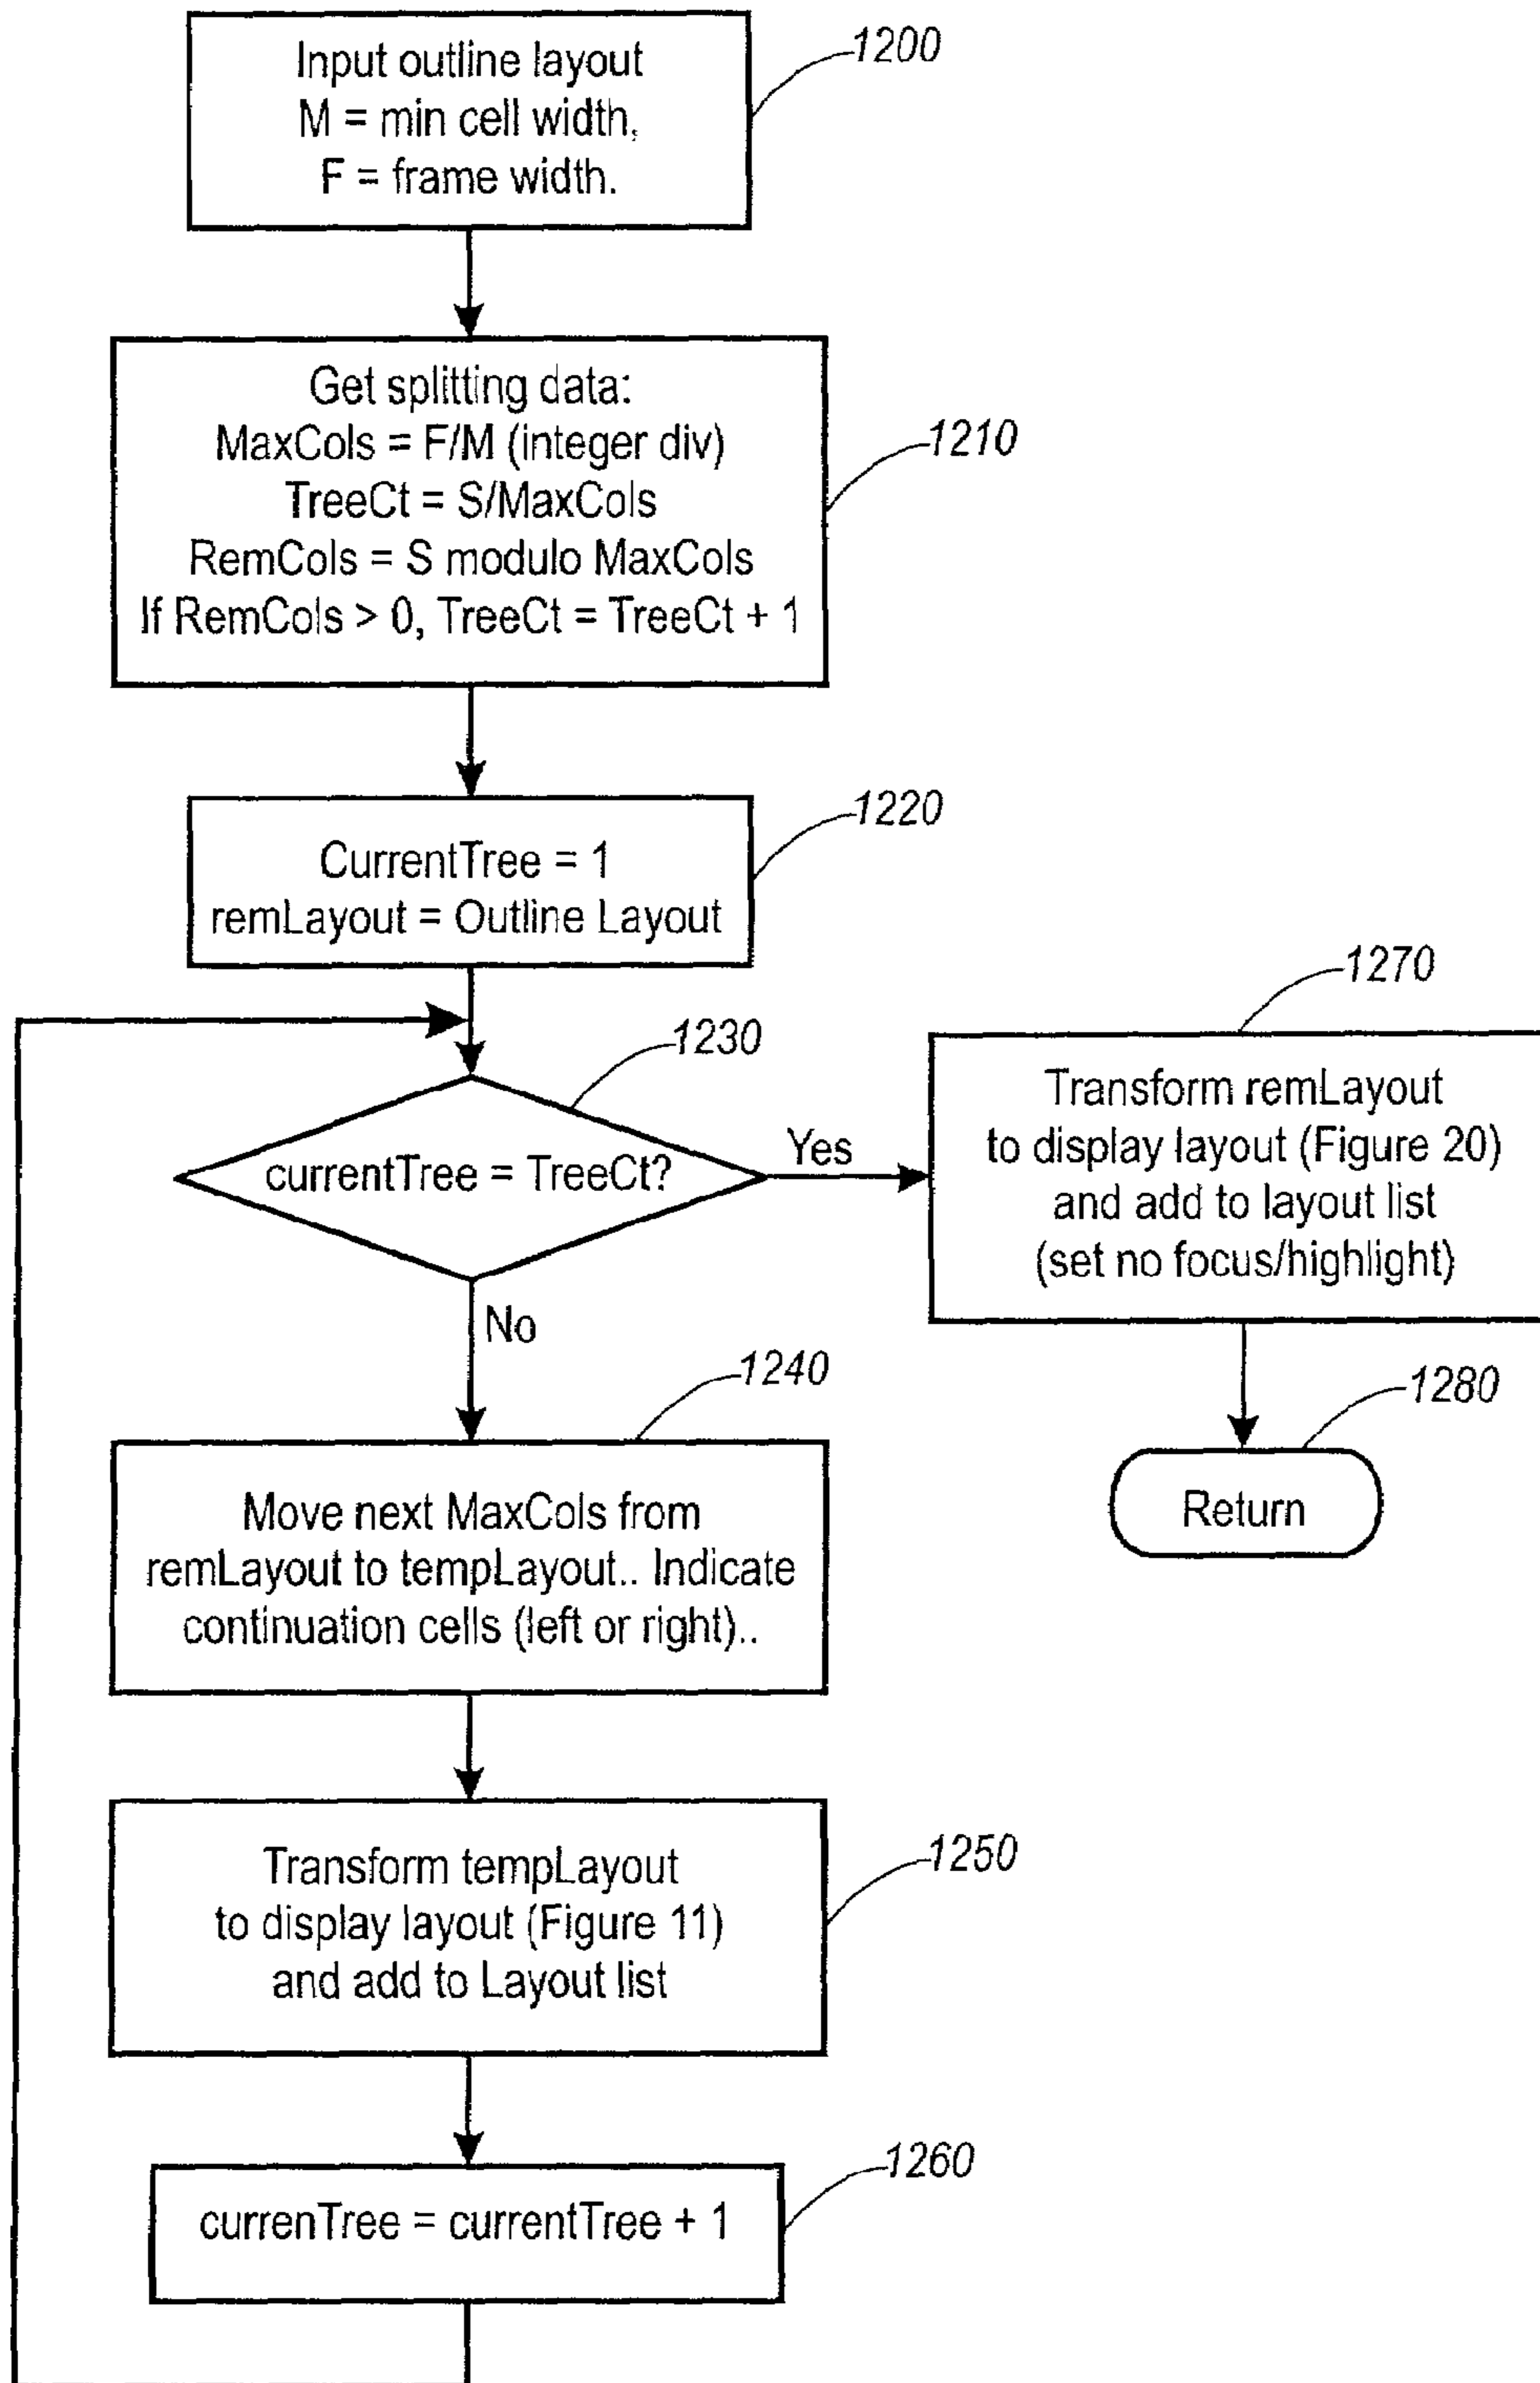 Input outline layout
M = min cell width,
F = frame width.
1200
Get splitting data:
MaxCols = F/M (integer div)
TreeCt = S/MaxCols
RemCols = S modulo MaxCols
If RemCols > 0, TreeCt = TreeCt + 1
1210
CurrentTree = 1
remLayout = Outline Layout
1220
1230
currentTree = TreeCt?
Yes
No
1270
Transform remLayout
to display layout (Figure 20)
and add to layout list
(set no focus/highlight)
1280
Return
1240
Move next MaxCols from
remLayout to tempLayout.. Indicate
continuation cells (left or right)..
1250
Transform tempLayout
to display layout (Figure 11)
and add to Layout list
1260
currenTree = currentTree + 1